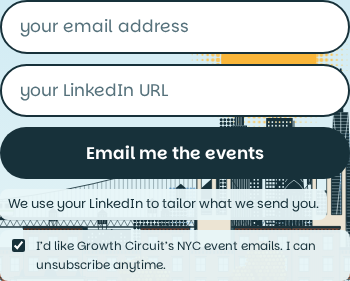 your email address
your LinkedIn URL
Email me the events
We use your LinkedIn to tailor what we send you.
I'd like Growth Circuit's NYC event emails. I can
unsubscribe anytime.